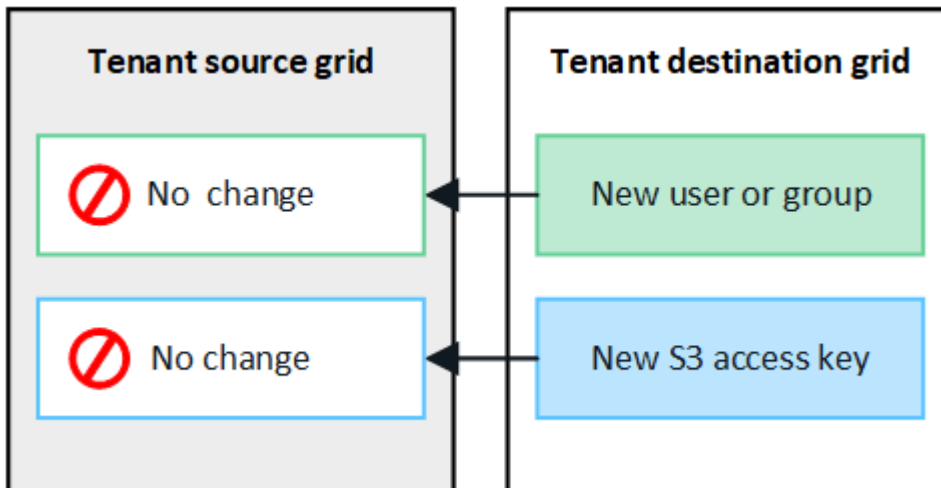 Tenant source grid
Tenant destination grid
No change
New user or group
No change
New S3 access key